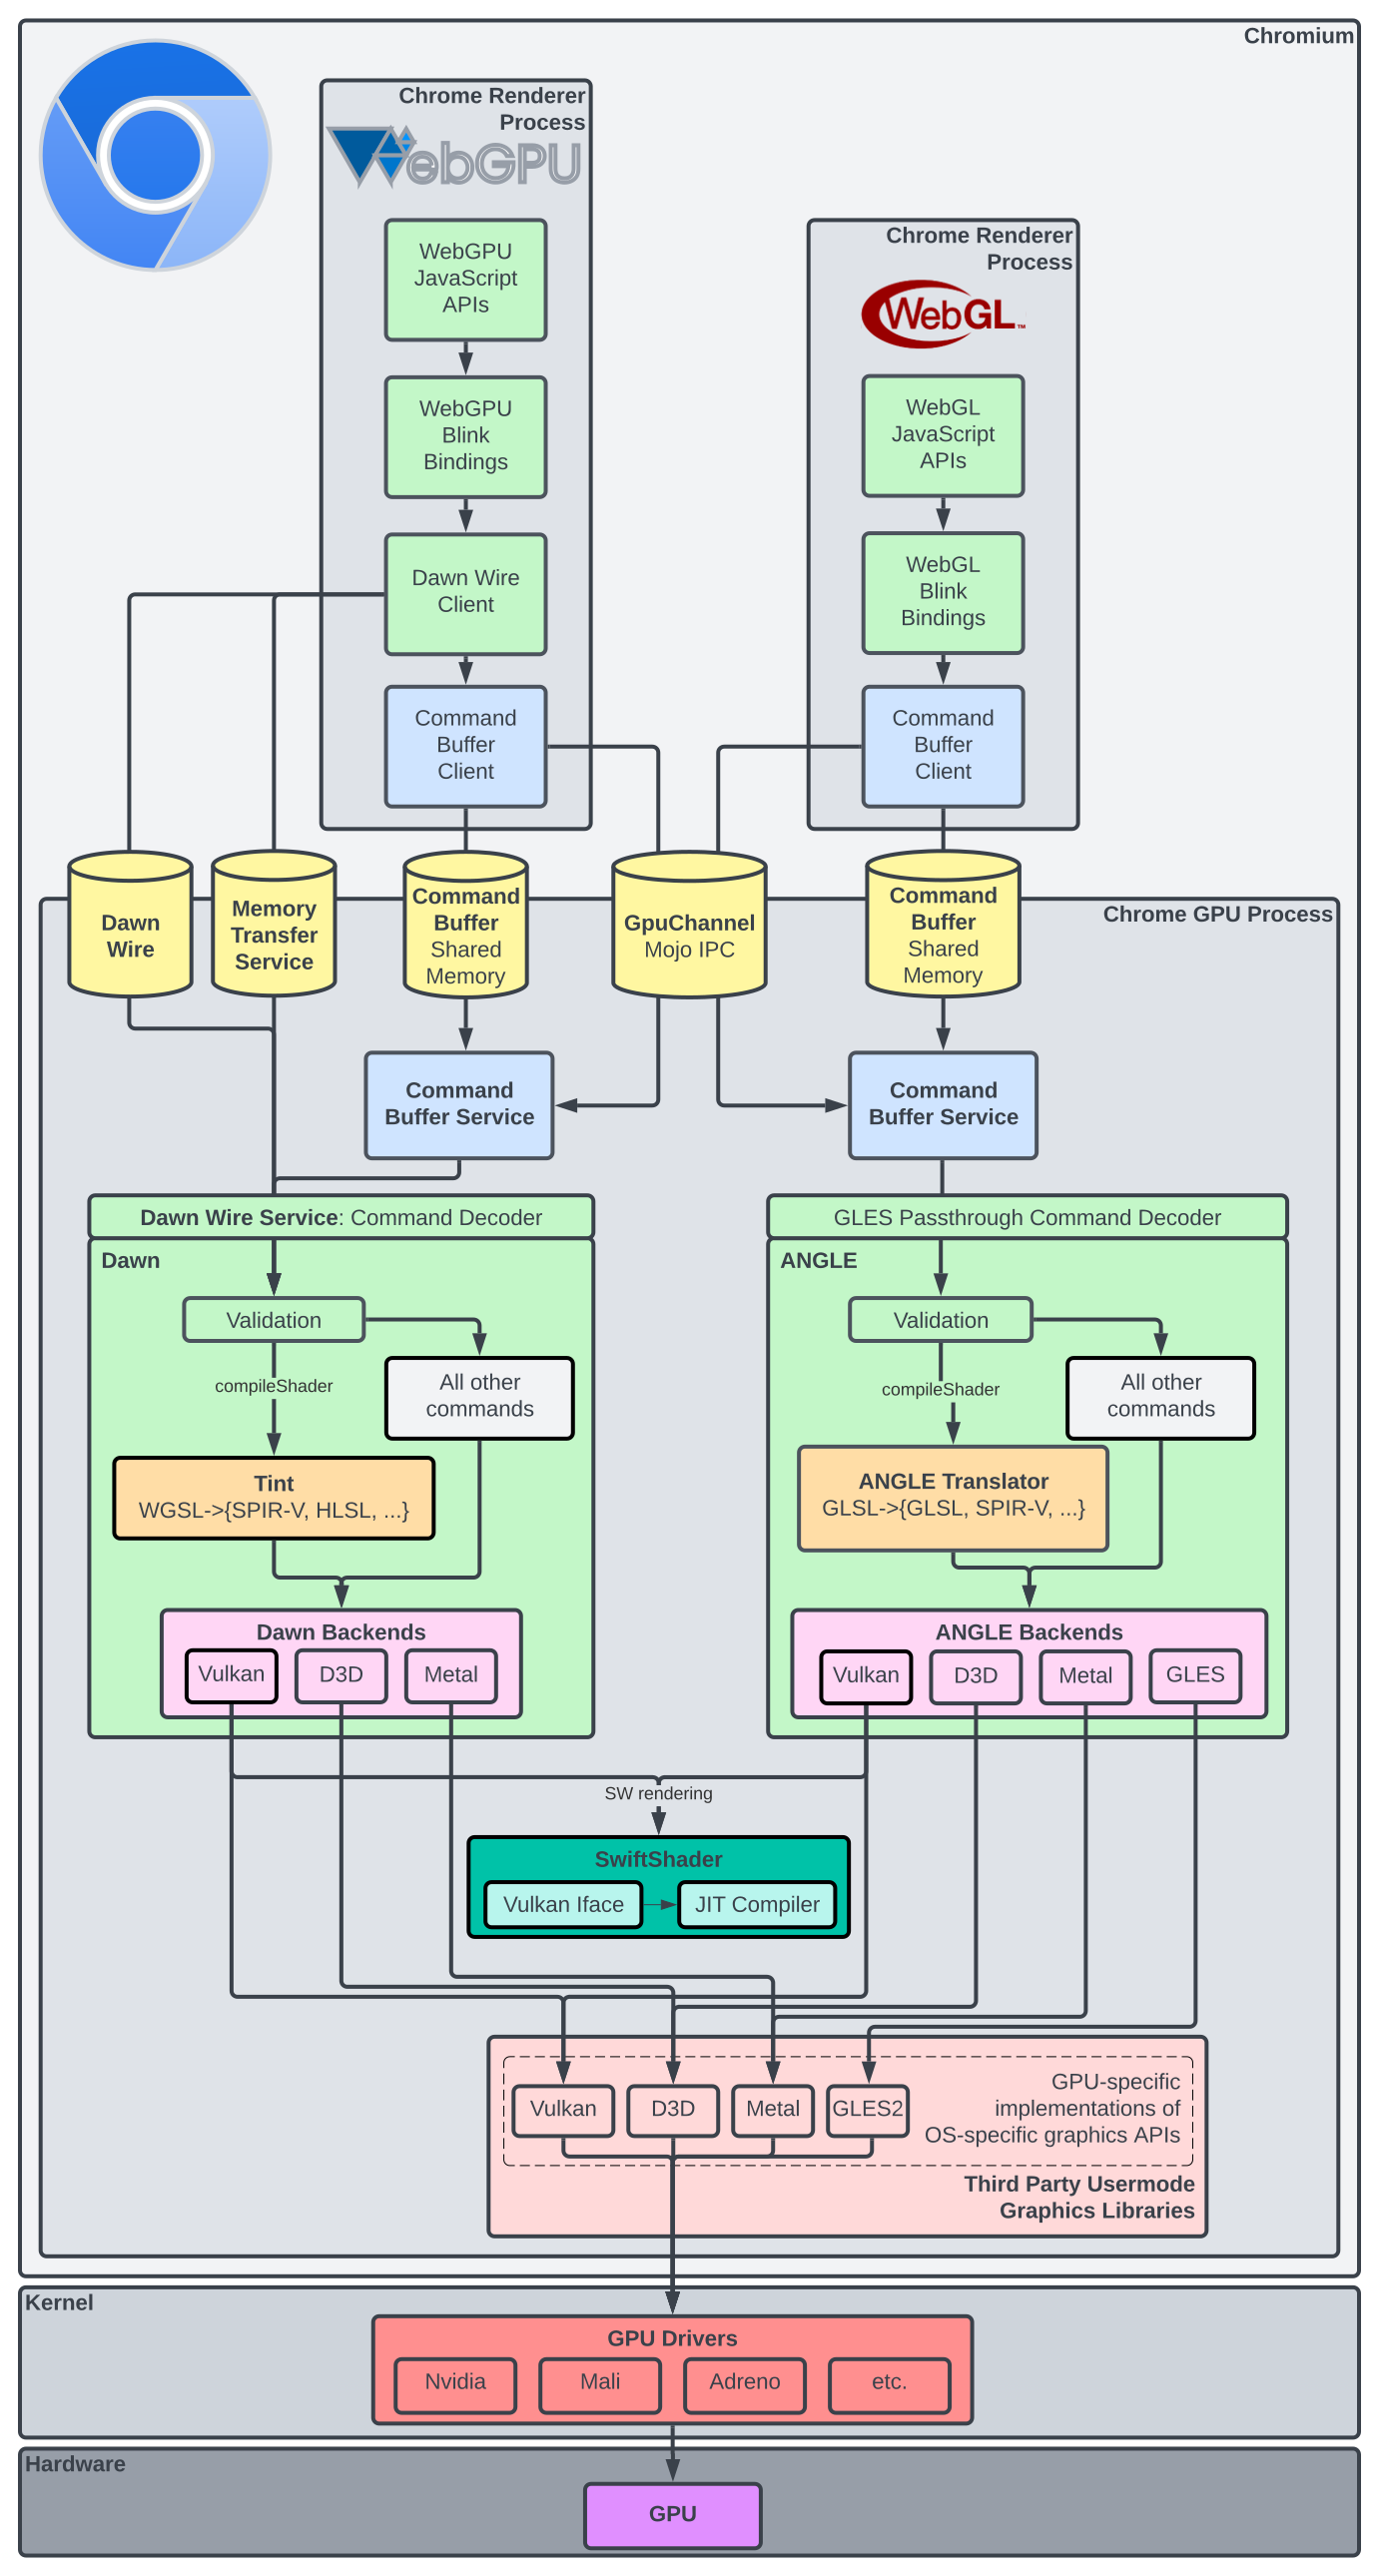 Chromium
Chrome Renderer
Process
WebGPU
WebGPU
JavaScript
APIs
WebGPU
Blink
Bindings
Dawn Wire
Client
Command
Buffer
Client
Chrome Renderer
Process
WebGL™
WebGL
JavaScript
APIs
WebGL
Blink
Bindings
Command
Buffer
Client
Chrome GPU Process
Dawn
Wire
Memory
Transfer
Service
Command
Buffer
Shared
Memory
GpuChannel
Mojo IPC
Command
Buffer
Shared
Memory
Command
Buffer Service
Command
Buffer Service
Dawn Wire Service: Command Decoder
Dawn
Validation
compileShader
All other
commands
Tint
WGSL->{SPIR-V, HLSL, ...}
Dawn Backends
Vulkan
D3D
Metal
GLES Passthrough Command Decoder
ANGLE
Validation
compileShader
All other
commands
ANGLE Translator
GLSL->{GLSL, SPIR-V, ...}
ANGLE Backends
Vulkan
D3D
Metal
GLES
SW rendering
SwiftShader
Vulkan Iface
JIT Compiler
Vulkan
D3D
Metal
GLES2
GPU-specific
implementations of
OS-specific graphics APIs
Third Party Usermode
Graphics Libraries
Kernel
GPU Drivers
Nvidia
Mali
Adreno
etc.
Hardware
GPU